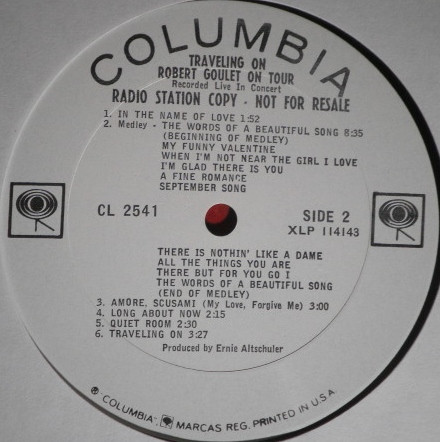 COLUMBIA
TRAVELING ON
ROBERT GOULET ON TOUR
Recorded Live In Concert
RADIO STATION COPY - NOT FOR RESALE
1. IN THE NAME OF LOVE 1:52
2. Medley - THE WORDS OF A BEAUTIFUL SONG 8:35
(BEGINNING OF MEDLEY)
MY FUNNY VALENTINE
WHEN I'M NOT NEAR THE GIRL I LOVE
I'M GLAD THERE IS YOU
A FINE ROMANCE
SEPTEMBER SONG
CL 2541
SIDE 2
XLP 114143
THERE IS NOTHIN' LIKE A DAME
ALL THE THINGS YOU ARE
THERE BUT FOR YOU GO I
THE WORDS OF A BEAUTIFUL SONG
(END OF MEDLEY)
3. AMORE, SCUSAMI (My Love, Forgive Me) 3:00
4. LONG ABOUT NOW 2:15
5. QUIET ROOM 2:30
6. TRAVELING ON 3:27
Produced by Ernie Altschuler
® "COLUMBIA", MARCAS REG. PRINTED IN U.S.A.